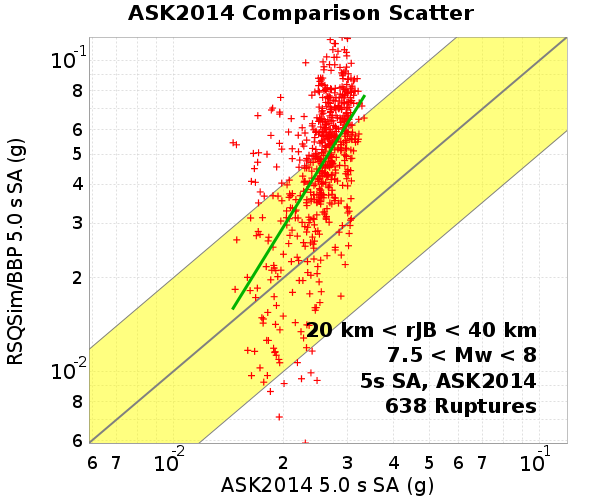 ASK2014 Comparison Scatter
RSQSim/BBP 5.0 s SA (g)
10-1
8
6
5
4
3
2
10-2
8
6
20 km < rJB < 40 km
7.5 < Mw < 8
5s SA, ASK2014
638 Ruptures
6 7 10-2 2 3 4 5 6 7 10-1
ASK2014 5.0 s SA (g)